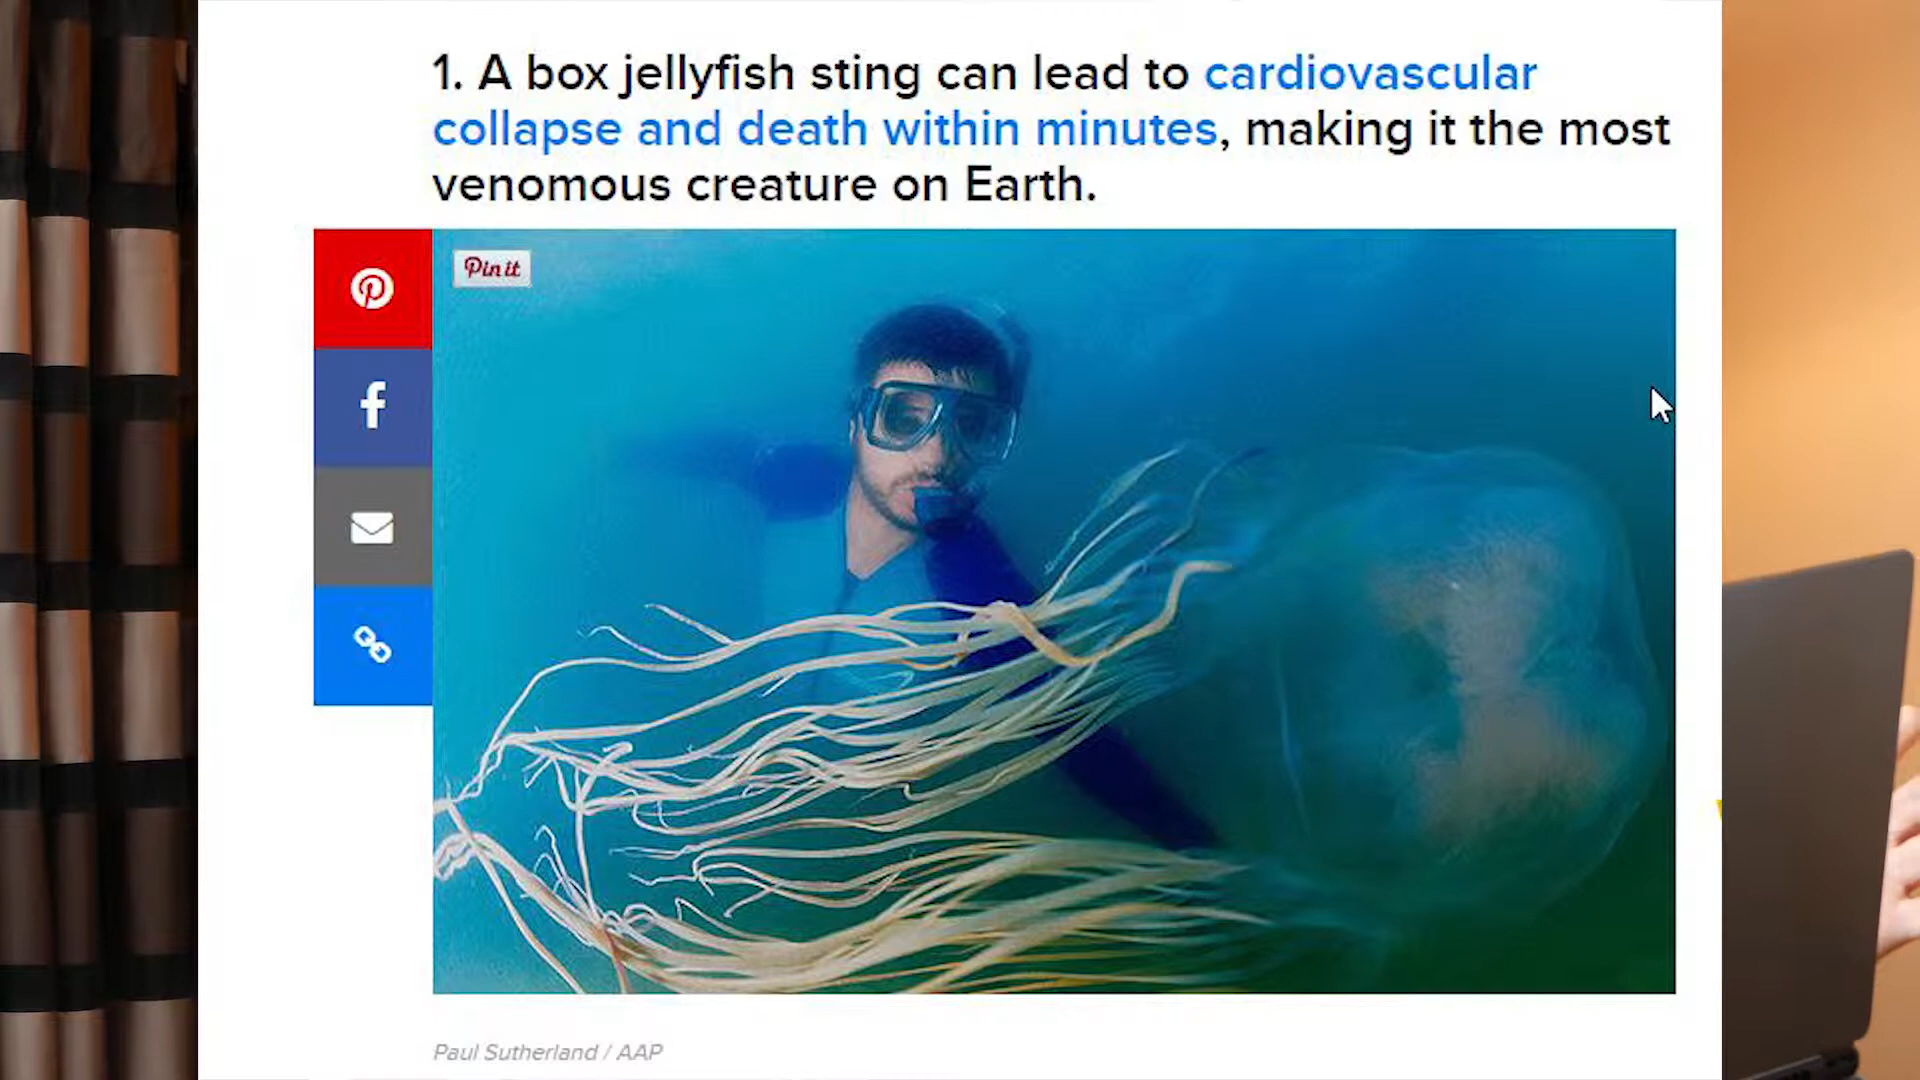 1. A box jellyfish sting can lead to cardiovascular
collapse and death within minutes, making it the most
venomous creature on Earth.
Pin it
Paul Sutherland / AAP